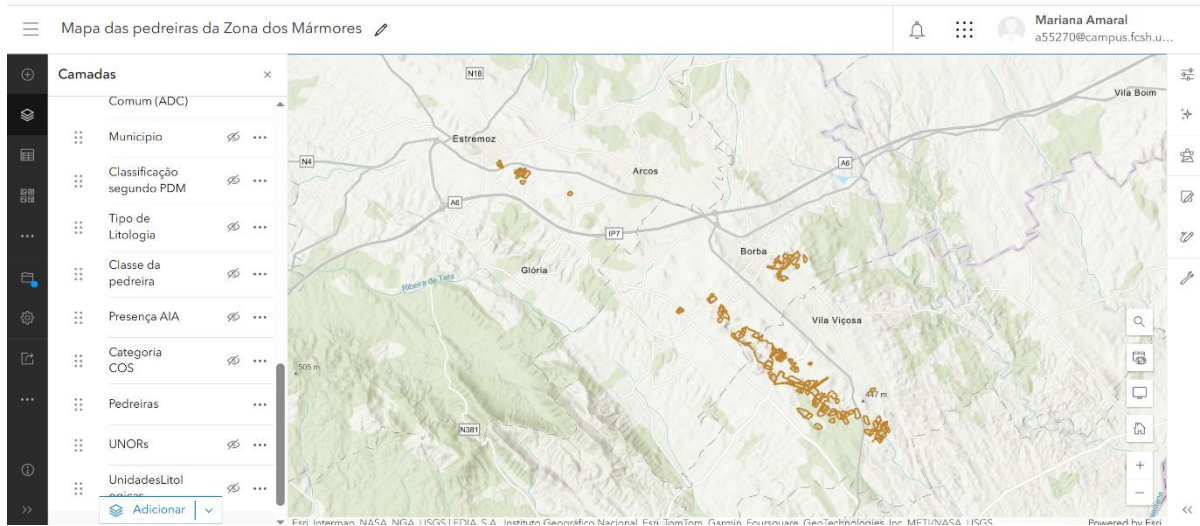 Mapa das pedreiras da Zona dos Mármores
Mariana Amaral
a55270@campus.fcsh.u...
Camadas
Comum (ADC)
Municipio
Classificação
segundo PDM
Tipo de
Litologia
Classe da
pedreira
Presença AIA
Categoria
COS
Pedreiras
UNORs
UnidadesLitol
ogicas
Adicionar
N18
Vila Boim
Estremoz
N4
Arcos
A6
A6
IP7
Borba
Glória
Ribeira de Tera
Vila Viçosa
505 m
447 m
N381
Esri, Intermap, NASA, NGA, USGS | EDIA, S.A., Instituto Geográfico Nacional, Esri, TomTom, Garmin, Foursquare, GeoTechnologies, Inc, METI/NASA, USGS
Powered by Esri